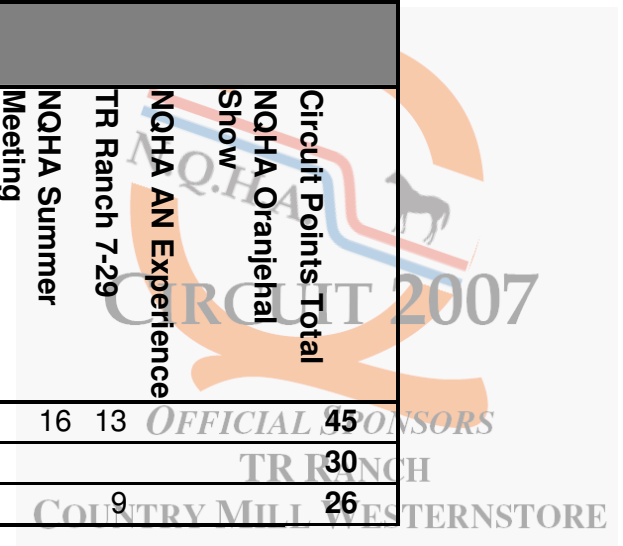 Meeting
NQHA Summer
TR Ranch 7-29
NQHA AN Experience
Show
NQHA Oranjehal
Circuit Points Total
N.Q.H.A
CIRCUIT 2007
16 13 45
OFFICIAL SPONSORS
30
TR RANCH
9 26
COUNTRY MILL WESTERNSTORE